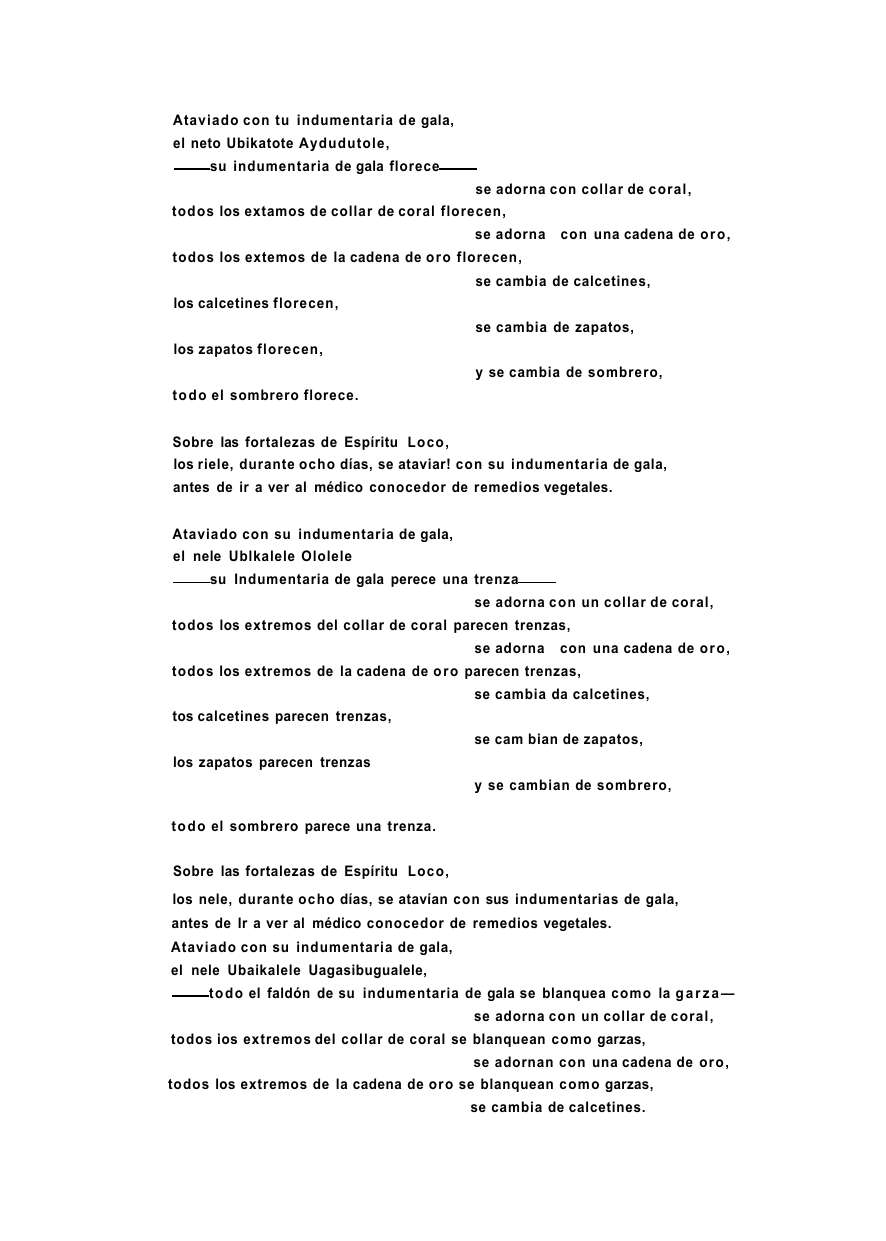 Ataviado con tu indumentaria de gala,
el neto Ubikatote Aydudutole,
——su indumentaria de gala florece——
se adorna con collar de coral,
todos los extamos de collar de coral florecen,
se adorna con una cadena de oro,
todos los extemos de la cadena de oro florecen,
se cambia de calcetines,
los calcetines florecen,
se cambia de zapatos,
los zapatos florecen,
y se cambia de sombrero,
todo el sombrero florece.
Sobre las fortalezas de Espíritu Loco,
los riele, durante ocho días, se ataviar! con su indumentaria de gala,
antes de ir a ver al médico conocedor de remedios vegetales.
Ataviado con su indumentaria de gala,
el nele Ublkalele Ololele
——su Indumentaria de gala perece una trenza——
se adorna con un collar de coral,
todos los extremos del collar de coral parecen trenzas,
se adorna con una cadena de oro,
todos los extremos de la cadena de oro parecen trenzas,
se cambia da calcetines,
tos calcetines parecen trenzas,
se cam bian de zapatos,
los zapatos parecen trenzas
y se cambian de sombrero,
todo el sombrero parece una trenza.
Sobre las fortalezas de Espíritu Loco,
los nele, durante ocho días, se atavían con sus indumentarias de gala,
antes de Ir a ver al médico conocedor de remedios vegetales.
Ataviado con su indumentaria de gala,
el nele Ubaikalele Uagasibugualele,
——todo el faldón de su indumentaria de gala se blanquea como la garza—
se adorna con un collar de coral,
todos ios extremos del collar de coral se blanquean como garzas,
se adornan con una cadena de oro,
todos los extremos de la cadena de oro se blanquean como garzas,
se cambia de calcetines.